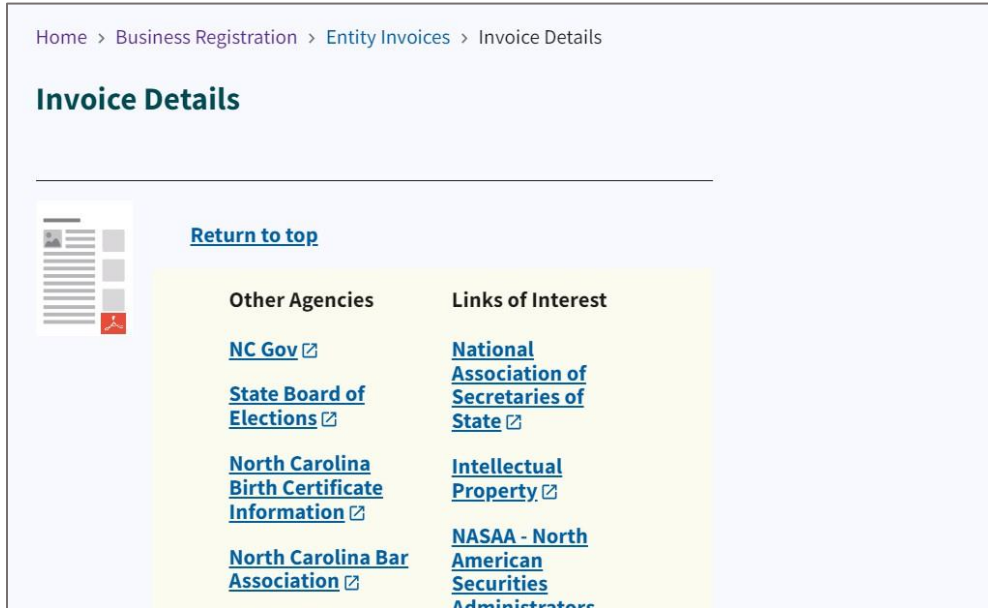 Home > Business Registration > Entity Invoices > Invoice Details
Invoice Details
Return to top
Other Agencies
NC Gov
State Board of
Elections
North Carolina
Birth Certificate
Information
North Carolina Bar
Association
Links of Interest
National
Association of
Secretaries of
State
Intellectual
Property
NASAA - North
American
Securities
Administrators